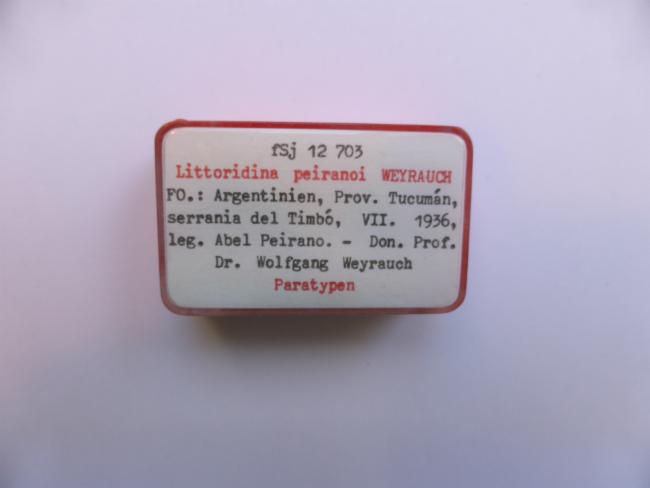 fSj 12 703
Littoridina peiranoi WEYRAUCH
FO.: Argentinien, Prov. Tucumán,
serrania del Timbó, VII. 1936,
leg. Abel Peirano. - Don. Prof.
Dr. Wolfgang Weyrauch
Paratypen